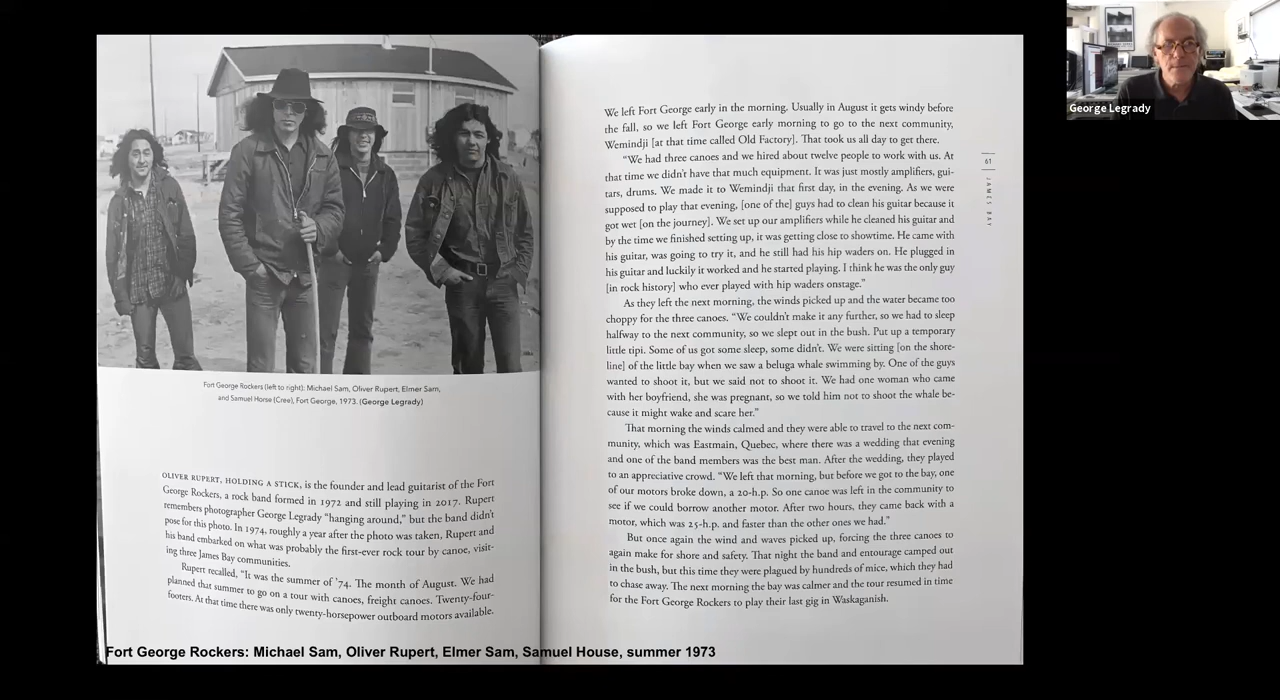 Fort George Rockers (left to right): Michael Sam, Oliver Rupert, Elmer Sam,
and Samuel Horse (Cree), Fort George, 1973. (George Legrady)
OLIVER RUPERT, HOLDING A STICK, is the founder and lead guitarist of the Fort
George Rockers, a rock band formed in 1972 and still playing in 2017. Rupert
remembers photographer George Legrady “hanging around,” but the band didn’t
pose for this photo. In 1974, roughly a year after the photo was taken, Rupert and
his band embarked on what was probably the first-ever rock tour by canoe, visit-
ing three James Bay communities.
Rupert recalled, “It was the summer of ’74. The month of August. We had
planned that summer to go on a tour with canoes, freight canoes. Twenty-four-
footers. At that time there was only twenty-horsepower outboard motors available.
We left Fort George early in the morning. Usually in August it gets windy before
the fall, so we left Fort George early morning to go to the next community,
Wemindji [at that time called Old Factory]. That took us all day to get there.
“We had three canoes and we hired about twelve people to work with us. At
that time we didn’t have that much equipment. It was just mostly amplifiers, gui-
tars, drums. We made it to Wemindji that first day, in the evening. As we were
supposed to play that evening, [one of the] guys had to clean his guitar because it
got wet [on the journey]. We set up our amplifiers while he cleaned his guitar and
by the time we finished setting up, it was getting close to showtime. He came with
his guitar, was going to try it, and he still had his hip waders on. He plugged in
his guitar and luckily it worked and he started playing. I think he was the only guy
[in rock history] who ever played with hip waders onstage.”
As they left the next morning, the winds picked up and the water became too
choppy for the three canoes. “We couldn’t make it any further, so we had to sleep
halfway to the next community, so we slept out in the bush. Put up a temporary
little tipi. Some of us got some sleep, some didn’t. We were sitting [on the shore-
line] of the little bay when we saw a beluga whale swimming by. One of the guys
wanted to shoot it, but we said not to shoot it. We had one woman who came
with her boyfriend, she was pregnant, so we told him not to shoot the whale be-
cause it might wake and scare her.”
That morning the winds calmed and they were able to travel to the next com-
munity, which was Eastmain, Quebec, where there was a wedding that evening
and one of the band members was the best man. After the wedding, they played
to an appreciative crowd. “We left that morning, but before we got to the bay, one
of our motors broke down, a 20-h.p. So one canoe was left in the community to
see if we could borrow another motor. After two hours, they came back with a
motor, which was 25-h.p. and faster than the other ones we had.”
But once again the wind and waves picked up, forcing the three canoes to
again make for shore and safety. That night the band and entourage camped out
in the bush, but this time they were plagued by hundreds of mice, which they had
to chase away. The next morning the bay was calmer and the tour resumed in time
for the Fort George Rockers to play their last gig in Waskaganish.
61
JAMES BAY
Fort George Rockers: Michael Sam, Oliver Rupert, Elmer Sam, Samuel House, summer 1973
George Legrady